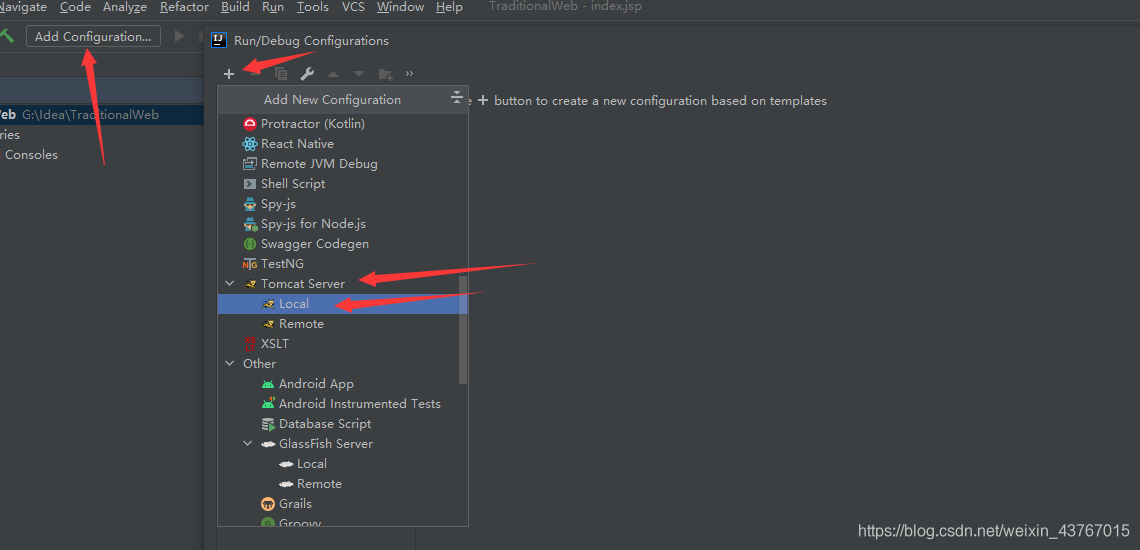 Navigate Code Analyze Refactor Build Run Tools VCS Window Help TraditionalWeb - index.jsp
Add Configuration...
Run/Debug Configurations
Add New Configuration
button to create a new configuration based on templates
Web G:\Idea\TraditionalWeb
ries
Consoles
Protractor (Kotlin)
React Native
Remote JVM Debug
Shell Script
Spy-js
Spy-js for Node.js
Swagger Codegen
TestNG
Tomcat Server
Local
Remote
XSLT
Other
Android App
Android Instrumented Tests
Database Script
GlassFish Server
Local
Remote
Grails
Groovy
https://blog.csdn.net/weixin_43767015